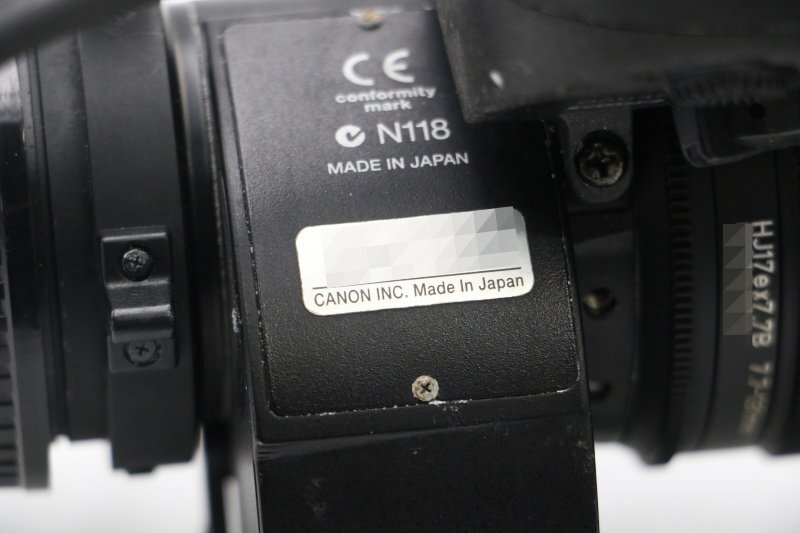 CE
conformity
mark
N118
MADE IN JAPAN
CANON INC. Made In Japan
HJ17ex7.7B